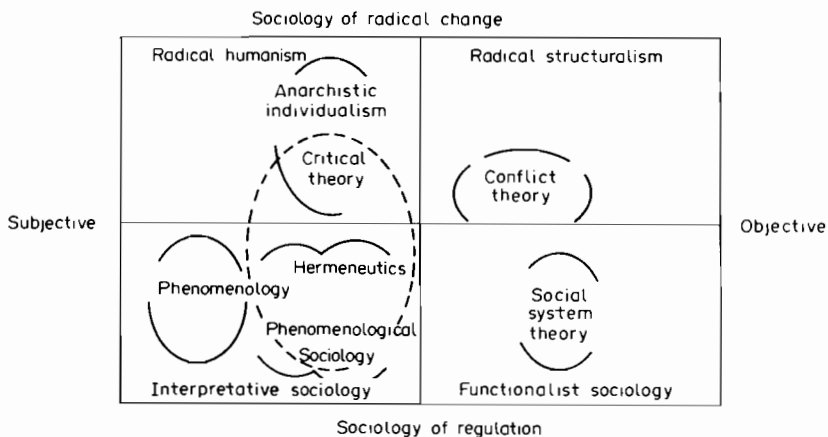 Sociology of radical change
Radical humanism
Radical structuralism
Anarchistic
individualism
Critical
theory
Conflict
theory
Subjective
Objective
Hermeneutics
Phenomenology
Social
system
theory
Phenomenological
Sociology
Interpretative sociology
Functionalist sociology
Sociology of regulation